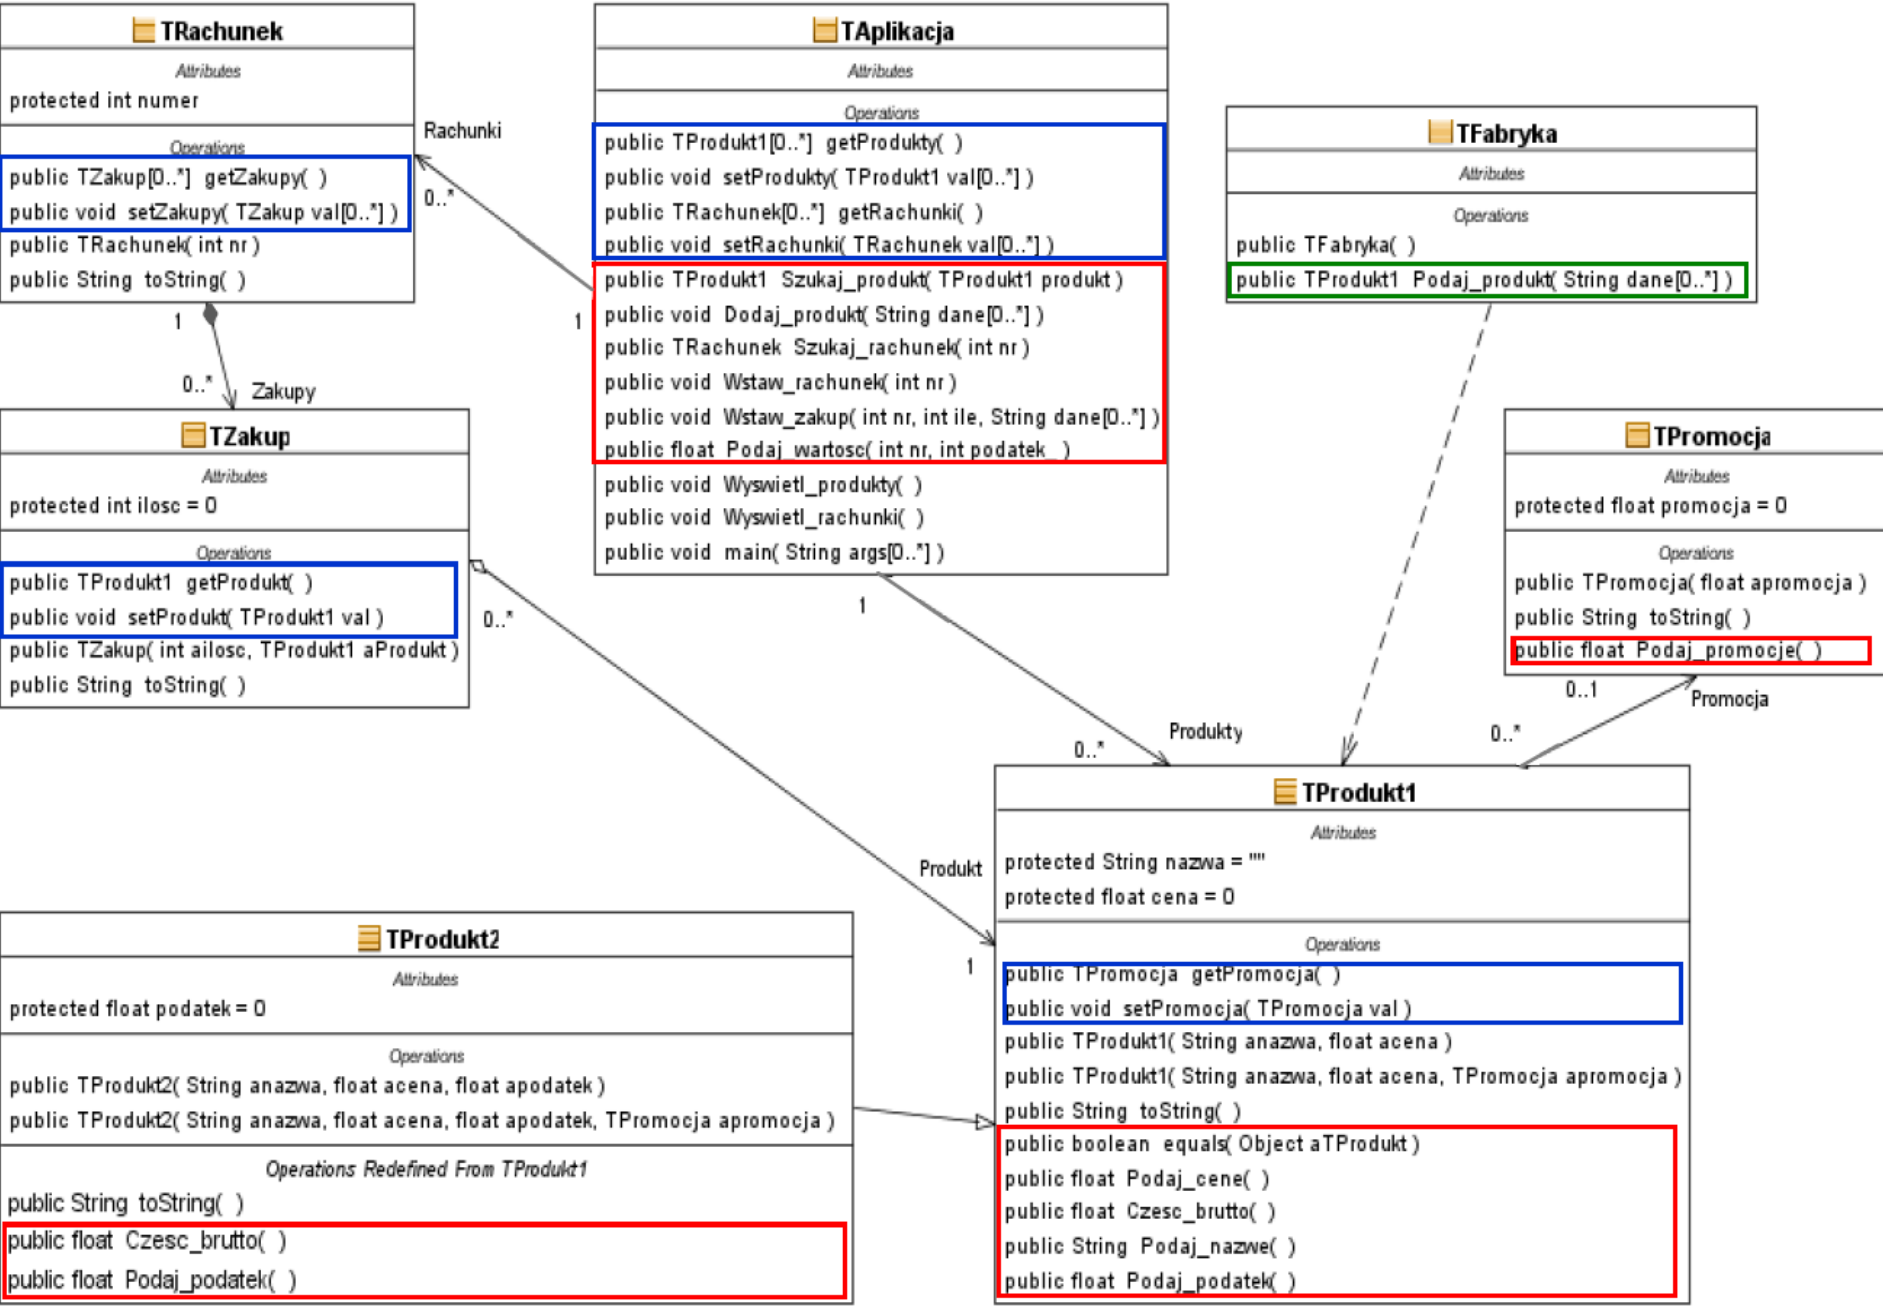 TRachunek
Attributes
protected int numer
Operations
public TZakup[0..*] getZakupy( )
public void setZakupy( TZakup val[0..*] )
public TRachunek( int nr )
public String toString( )
Rachunki
0..*
1
1
0..*
Zakupy
TAplikacja
Attributes
Operations
public TProdukt1[0..*] getProdukty( )
public void setProdukty( TProdukt1 val[0..*] )
public TRachunek[0..*] getRachunki( )
public void setRachunki( TRachunek val[0..*] )
public TProdukt1 Szukaj_produkt( TProdukt1 produkt )
public void Dodaj_produkt( String dane[0..*] )
public TRachunek Szukaj_rachunek( int nr )
public void Wstaw_rachunek( int nr )
public void Wstaw_zakup( int nr, int ile, String dane[0..*] )
public float Podaj_wartosc( int nr, int podatek_ )
public void Wyswietl_produkty( )
public void Wyswietl_rachunki( )
public void main( String args[0..*] )
1
0..*
Produkty
TFabryka
Attributes
Operations
public TFabryka( )
public TProdukt1 Podaj_produkt( String dane[0..*] )
TPromocja
Attributes
protected float promocja = 0
Operations
public TPromocja( float apromocja )
public String toString( )
public float Podaj_promocje( )
0..1
Promocja
0..*
TZakup
Attributes
protected int ilosc = 0
Operations
public TProdukt1 getProdukt( )
public void setProdukt( TProdukt1 val )
public TZakup( int ailosc, TProdukt1 aProdukt )
public String toString( )
0..*
Produkt
1
TProdukt1
Attributes
protected String nazwa = ""
protected float cena = 0
Operations
public TPromocja getPromocja( )
public void setPromocja( TPromocja val )
public TProdukt1( String anazwa, float acena )
public TProdukt1( String anazwa, float acena, TPromocja apromocja )
public String toString( )
public boolean equals( Object aTProdukt )
public float Podaj_cene( )
public float Czesc_brutto( )
public String Podaj_nazwe( )
public float Podaj_podatek( )
TProdukt2
Attributes
protected float podatek = 0
Operations
public TProdukt2( String anazwa, float acena, float apodatek )
public TProdukt2( String anazwa, float acena, float apodatek, TPromocja apromocja )
Operations Redefined From TProdukt1
public String toString( )
public float Czesc_brutto( )
public float Podaj_podatek( )